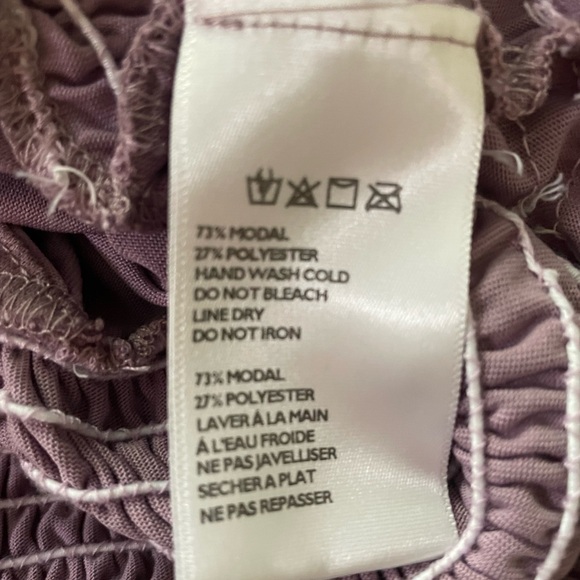 73% MODAL
27% POLYESTER
HAND WASH COLD
DO NOT BLEACH
LINE DRY
DO NOT IRON
73% MODAL
27% POLYESTER
LAVER À LA MAIN
À L'EAU FROIDE
NE PAS JAVELLISER
SECHER A PLAT
NE PAS REPASSER